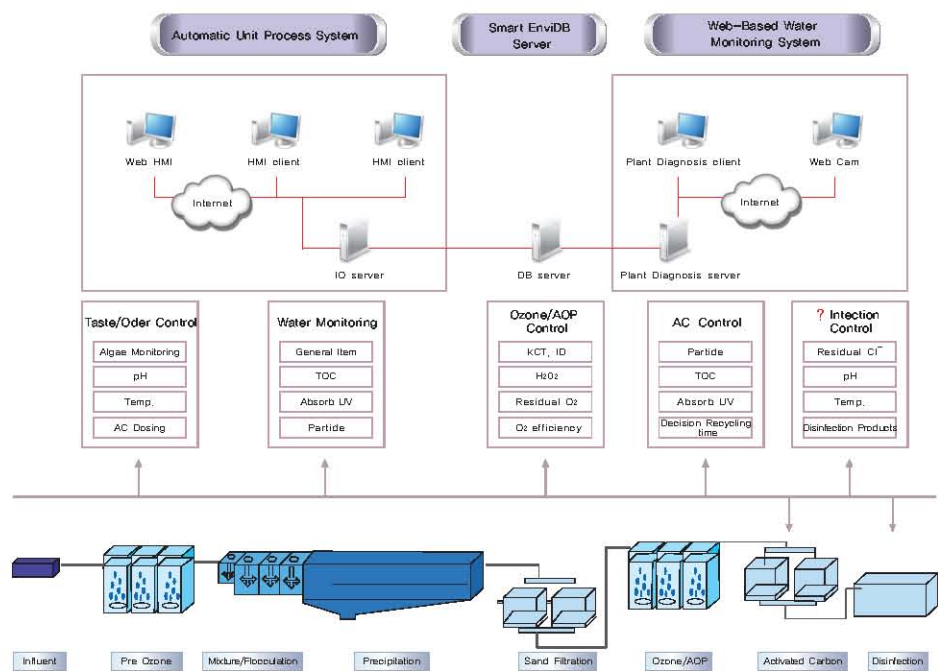 Automatic Unit Process System
Smart EnviDB
Server
Web-Based Water
Monitoring System
Web HMI
HMI client
HMI client
Internet
IO server
DB server
Plant Diagnosis client
Web Cam
Internet
Plant Diagnosis server
Taste/Oder Control
Algae Monitoring
pH
Temp.
AC Dosing
Water Monitoring
General Item
TOC
Absorb UV
Partide
Ozone/AOP
Control
kCT, ID
H2O2
Residual O2
O2 efficiency
AC Control
Partide
TOC
Absorb UV
Decision Recycling
time
? Intection
Control
Residual Cl−
pH
Temp.
Disinfection Products
Influent
Pre Ozone
Mixture/Flocculation
Precipitation
Sand Filtration
Ozone/AOP
Activated Carbon
Disinfection